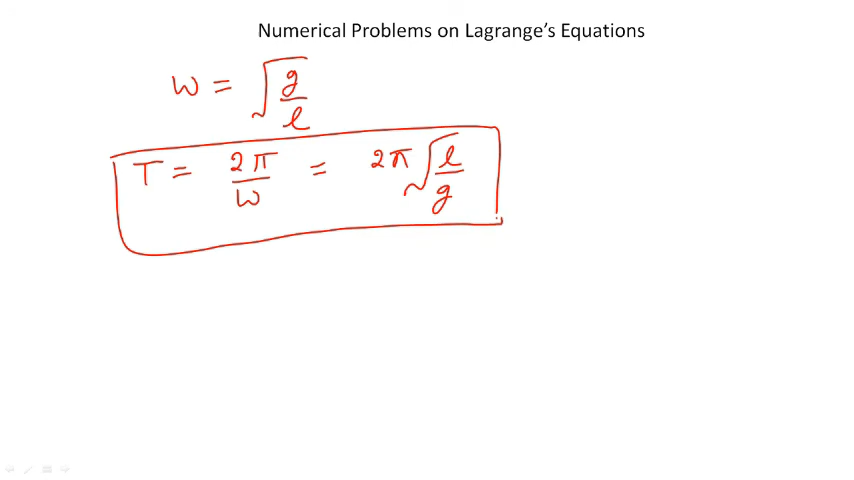 Numerical Problems on Lagrange's Equations
W = √(g/l)
T = 2π/W = 2π √(l/g)